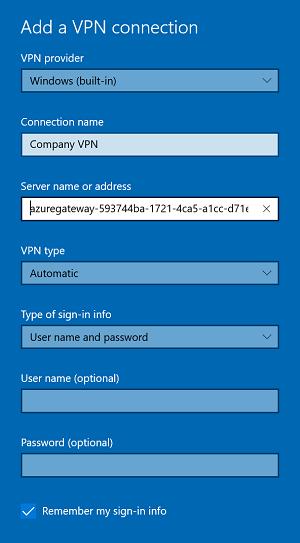 Add a VPN connection
VPN provider
Windows (built-in)
Connection name
Company VPN
Server name or address
azuregateway-593744ba-1721-4ca5-a1cc-d71e
VPN type
Automatic
Type of sign-in info
User name and password
User name (optional)
Password (optional)
Remember my sign-in info